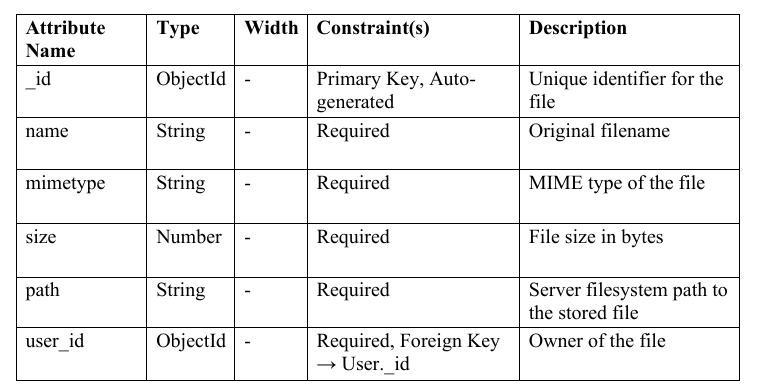 Attribute Name Type Width Constraint(s) Description
_id ObjectId - Primary Key, Auto-generated Unique identifier for the file
name String - Required Original filename
mimetype String - Required MIME type of the file
size Number - Required File size in bytes
path String - Required Server filesystem path to the stored file
user_id ObjectId - Required, Foreign Key → User._id Owner of the file